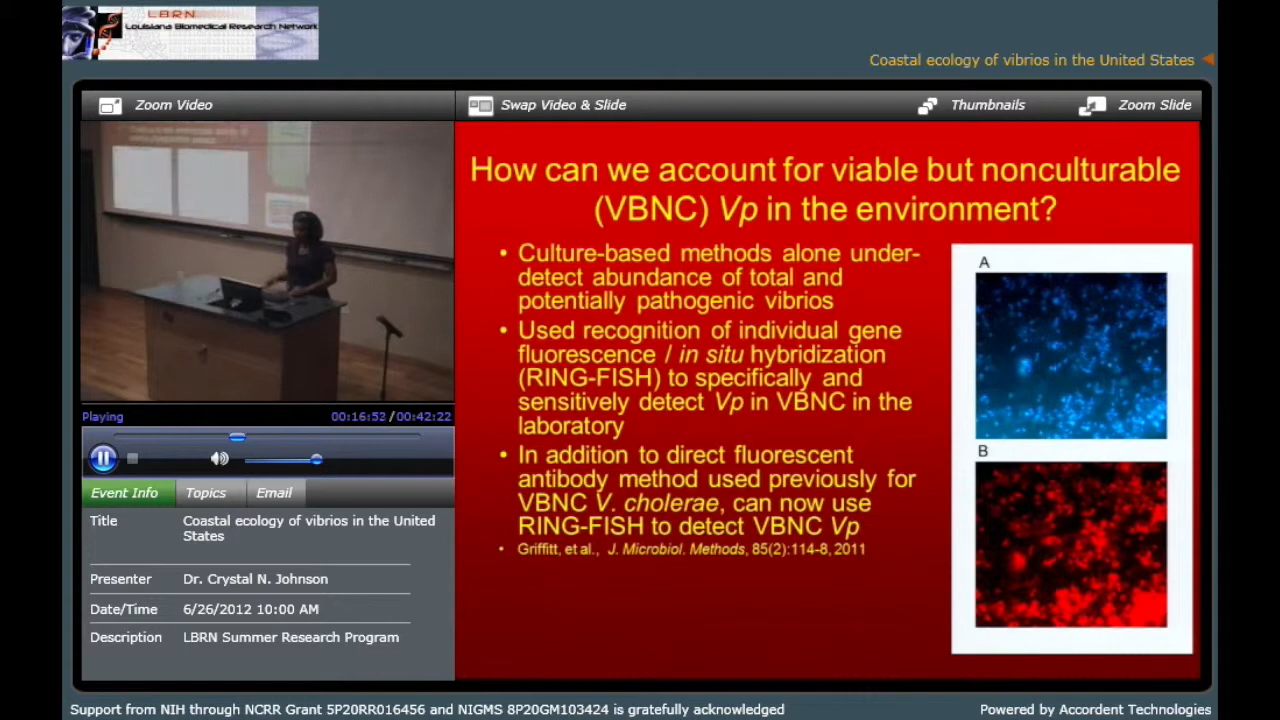 LBRN
Louisiana Biomedical Research Network
Coastal ecology of vibrios in the United States
Zoom Video
Swap Video & Slide
Thumbnails
Zoom Slide
How can we account for viable but nonculturable
(VBNC) Vp in the environment?
• Culture-based methods alone under-
detect abundance of total and
potentially pathogenic vibrios
• Used recognition of individual gene
fluorescence / in situ hybridization
(RING-FISH) to specifically and
sensitively detect Vp in VBNC in the
laboratory
• In addition to direct fluorescent
antibody method used previously for
VBNC V. cholerae, can now use
RING-FISH to detect VBNC Vp
• Griffitt, et al., J. Microbiol. Methods, 85(2):114-8, 2011
A
B
Playing
00:16:52 / 00:42:22
Event Info
Topics
Email
Title
Coastal ecology of vibrios in the United
States
Presenter
Dr. Crystal N. Johnson
Date/Time
6/26/2012 10:00 AM
Description
LBRN Summer Research Program
Support from NIH through NCRR Grant 5P20RR016456 and NIGMS 8P20GM103424 is gratefully acknowledged
Powered by Accordent Technologies